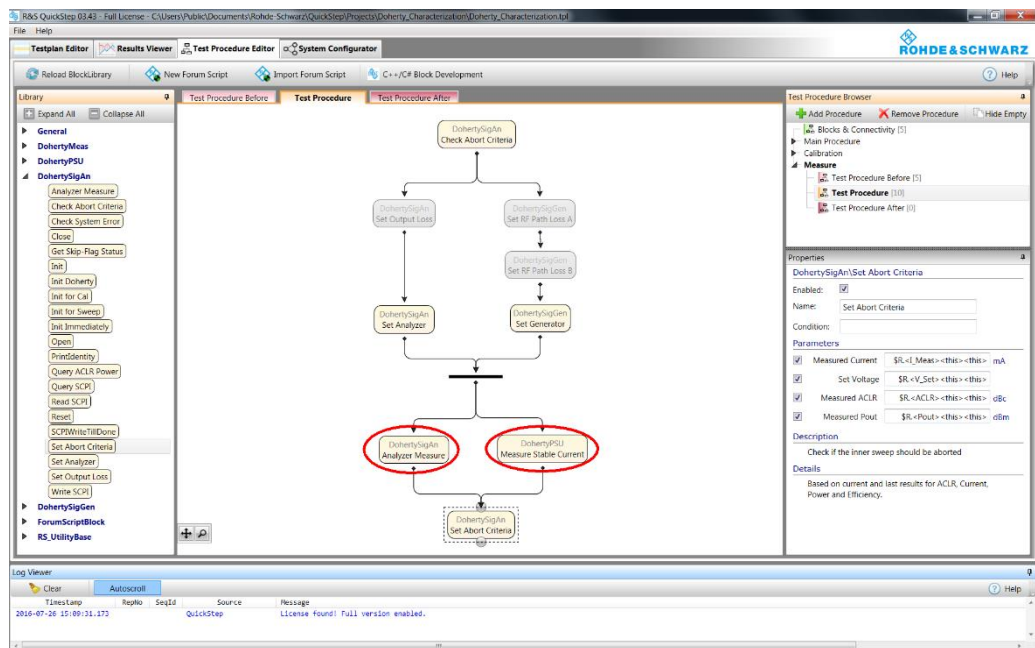 R&S QuickStep 03.43 - Full License - C:\Users\Public\Documents\Rohde-Schwarz\QuickStep\Projects\Doherty_Characterization\Doherty_Characterization.tpl
File Help
Testplan Editor Results Viewer Test Procedure Editor System Configurator
ROHDE&SCHWARZ
Reload BlockLibrary New Forum Script Import Forum Script C++/C# Block Development Help
Library
Expand All Collapse All
General
DohertyMeas
DohertyPSU
DohertySigAn
Analyzer Measure
Check Abort Criteria
Check System Error
Close
Get Skip-Flag Status
Init
Init Doherty
Init for Cal
Init for Sweep
Init Immediately
Open
PrintIdentity
Query ACLR Power
Query SCPI
Read SCPI
Reset
SCPIWriteTillDone
Set Abort Criteria
Set Analyzer
Set Output Loss
Write SCPI
DohertySigGen
ForumScriptBlock
RS_UtilityBase
Test Procedure Before Test Procedure Test Procedure After
DohertySigAn
Check Abort Criteria
DohertySigAn
Set Output Loss
DohertySigGen
Set RF Path Loss A
DohertySigGen
Set RF Path Loss B
DohertySigAn
Set Analyzer
DohertySigGen
Set Generator
DohertySigAn
Analyzer Measure
DohertyPSU
Measure Stable Current
DohertySigAn
Set Abort Criteria
Test Procedure Browser
Add Procedure Remove Procedure Hide Empty
Blocks & Connectivity [5]
Main Procedure
Calibration
Measure
Test Procedure Before [5]
Test Procedure [10]
Test Procedure After [0]
Properties
DohertySigAn\Set Abort Criteria
Enabled:
Name: Set Abort Criteria
Condition:
Parameters
Measured Current $R.<I_Meas><this><this> mA
Set Voltage $R.<V_Set><this><this>
Measured ACLR $R.<ACLR><this><this> dBc
Measured Pout $R.<Pout><this><this> dBm
Description
Check if the inner sweep should be aborted
Details
Based on current and last results for ACLR, Current,
Power and Efficiency.
Log Viewer
Clear Autoscroll Help
Timestamp RepNo SeqId Source Message
2016-07-26 15:09:31.173 QuickStep License found! Full version enabled.